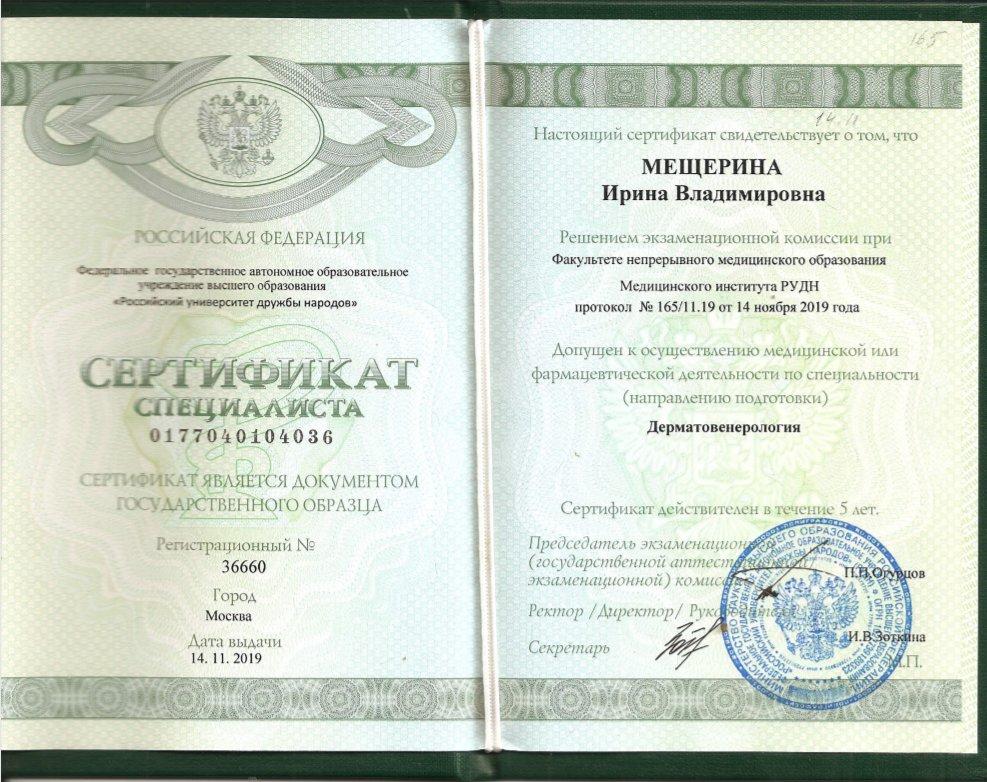 РОССИЙСКАЯ ФЕДЕРАЦИЯ
Федеральное государственное автономное образовательное
учреждение высшего образования
«Российский университет дружбы народов»
СЕРТИФИКАТ
СПЕЦИАЛИСТА
0177040104036
СЕРТИФИКАТ ЯВЛЯЕТСЯ ДОКУМЕНТОМ
ГОСУДАРСТВЕННОГО ОБРАЗЦА
Регистрационный №
36660
Город
Москва
Дата выдачи
14. 11. 2019
165
14. 11
Настоящий сертификат свидетельствует о том, что
МЕЩЕРИНА
Ирина Владимировна
Решением экзаменационной комиссии при
Факультете непрерывного медицинского образования
Медицинского института РУДН
протокол № 165/11.19 от 14 ноября 2019 года
Допущен к осуществлению медицинской или
фармацевтической деятельности по специальности
(направлению подготовки)
Дерматовенерология
Сертификат действителен в течение 5 лет.
Председатель экзаменационной
(государственной аттестационной/
экзаменационной) комиссии
П.П.Огурцов
Ректор /Директор/ Руководитель
Секретарь
И.В.Зоткина
М.П.